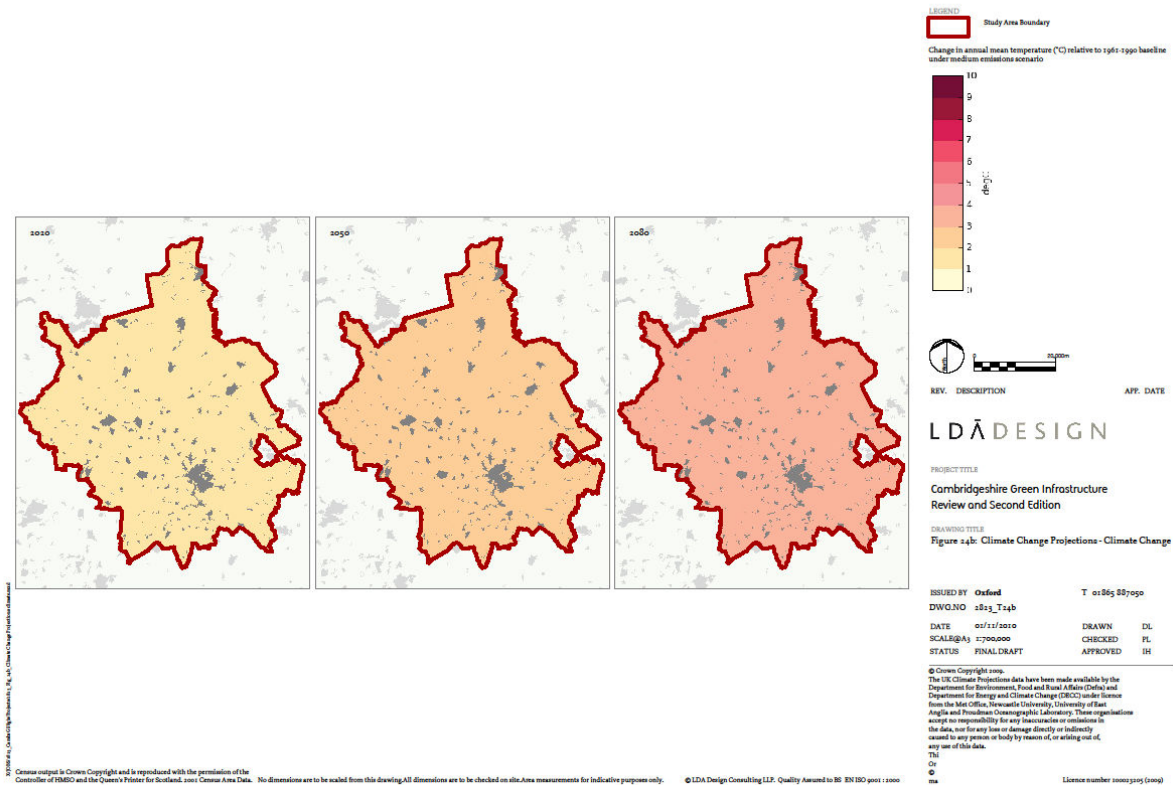 LEGEND
Study Area Boundary
Change in annual mean temperature (°C) relative to 1961-1990 baseline
under medium emissions scenario
10
9
8
7
6
5
4
3
2
1
degC
2010
2050
2080
North
0 20,000m
REV. DESCRIPTION APP. DATE
LDĀDESIGN
PROJECT TITLE
Cambridgeshire Green Infrastructure
Review and Second Edition
DRAWING TITLE
Figure 24b: Climate Change Projections - Climate Change
ISSUED BY Oxford T 01865 887050
DWG.NO 2823_T24b
DATE 01/11/2010 DRAWN DL
SCALE@A3 1:700,000 CHECKED PL
STATUS FINAL DRAFT APPROVED IH
© Crown Copyright 2009.
The UK Climate Projections data have been made available by the
Department for Environment, Food and Rural Affairs (Defra) and
Department for Energy and Climate Change (DECC) under licence
from the Met Office, Newcastle University, University of East
Anglia and Proudman Oceanographic Laboratory. These organisations
accept no responsibility for any inaccuracies or omissions in
the data, nor for any loss or damage directly or indirectly
caused to any person or body by reason of, or arising out of,
any use of this data.
Thi
Or
©
ma
Licence number 100023205 (2009)
Census output is Crown Copyright and is reproduced with the permission of the
Controller of HMSO and the Queen's Printer for Scotland. 2001 Census Area Data. No dimensions are to be scaled from this drawing.All dimensions are to be checked on site.Area measurements for indicative purposes only. © LDA Design Consulting LLP. Quality Assured to BS EN ISO 9001 : 2000